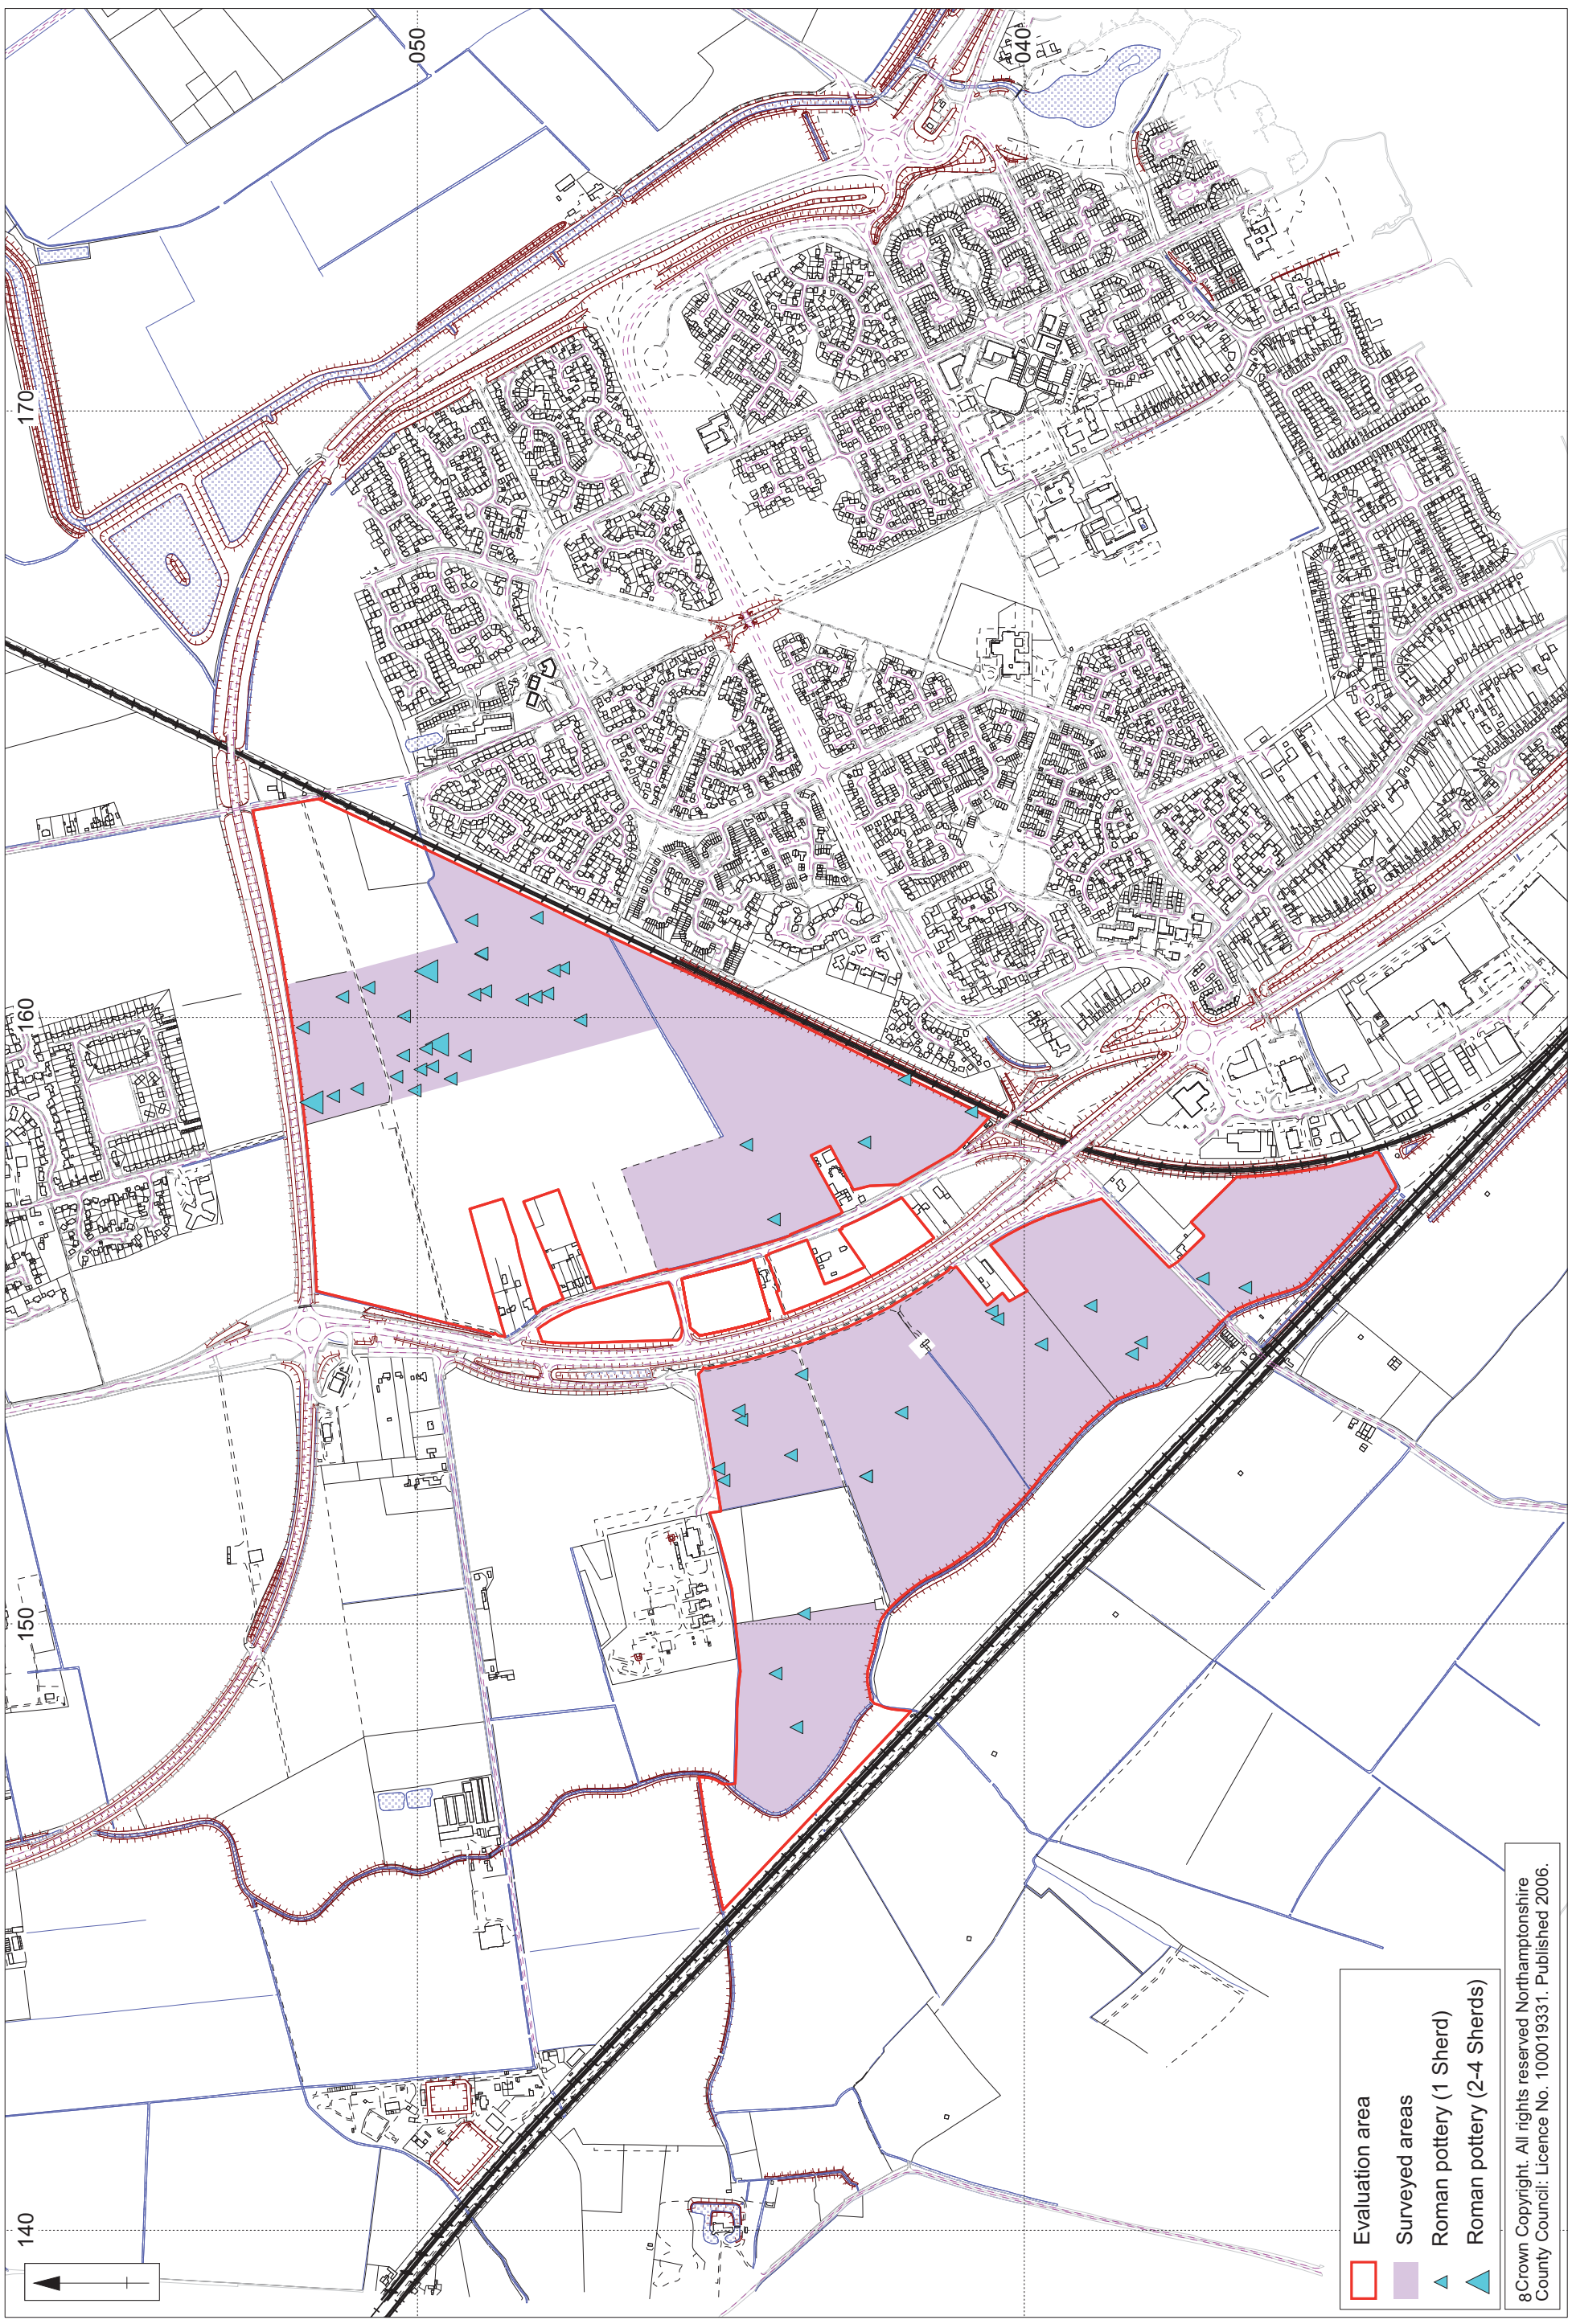 140
150
160
170
050
040
Evaluation area
Surveyed areas
Roman pottery (1 Sherd)
Roman pottery (2-4 Sherds)
8Crown Copyright. All rights reserved Northamptonshire
County Council: Licence No. 100019331. Published 2006.